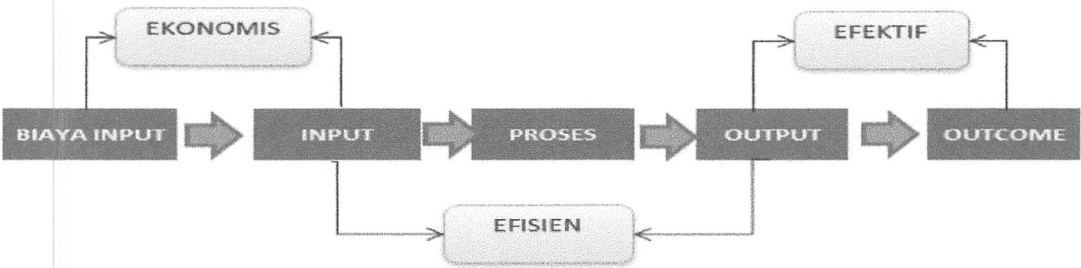 EKONOMIS
EFEKTIF
BIAYA INPUT
INPUT
PROSES
OUTPUT
OUTCOME
EFISIEN